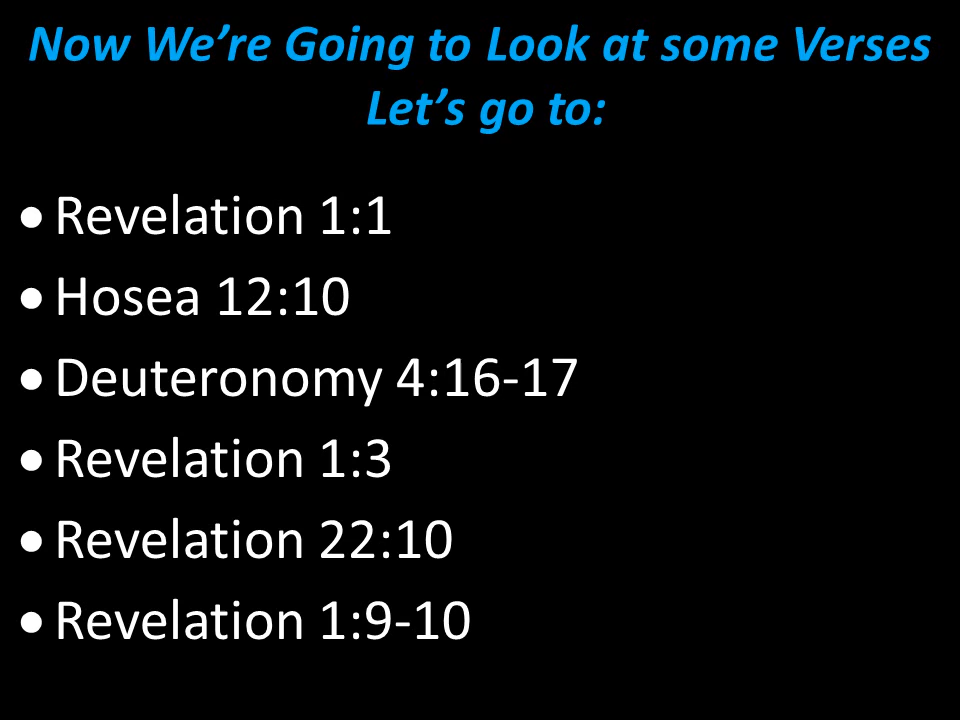 Now We’re Going to Look at some Verses
Let’s go to:
• Revelation 1:1
• Hosea 12:10
• Deuteronomy 4:16-17
• Revelation 1:3
• Revelation 22:10
• Revelation 1:9-10